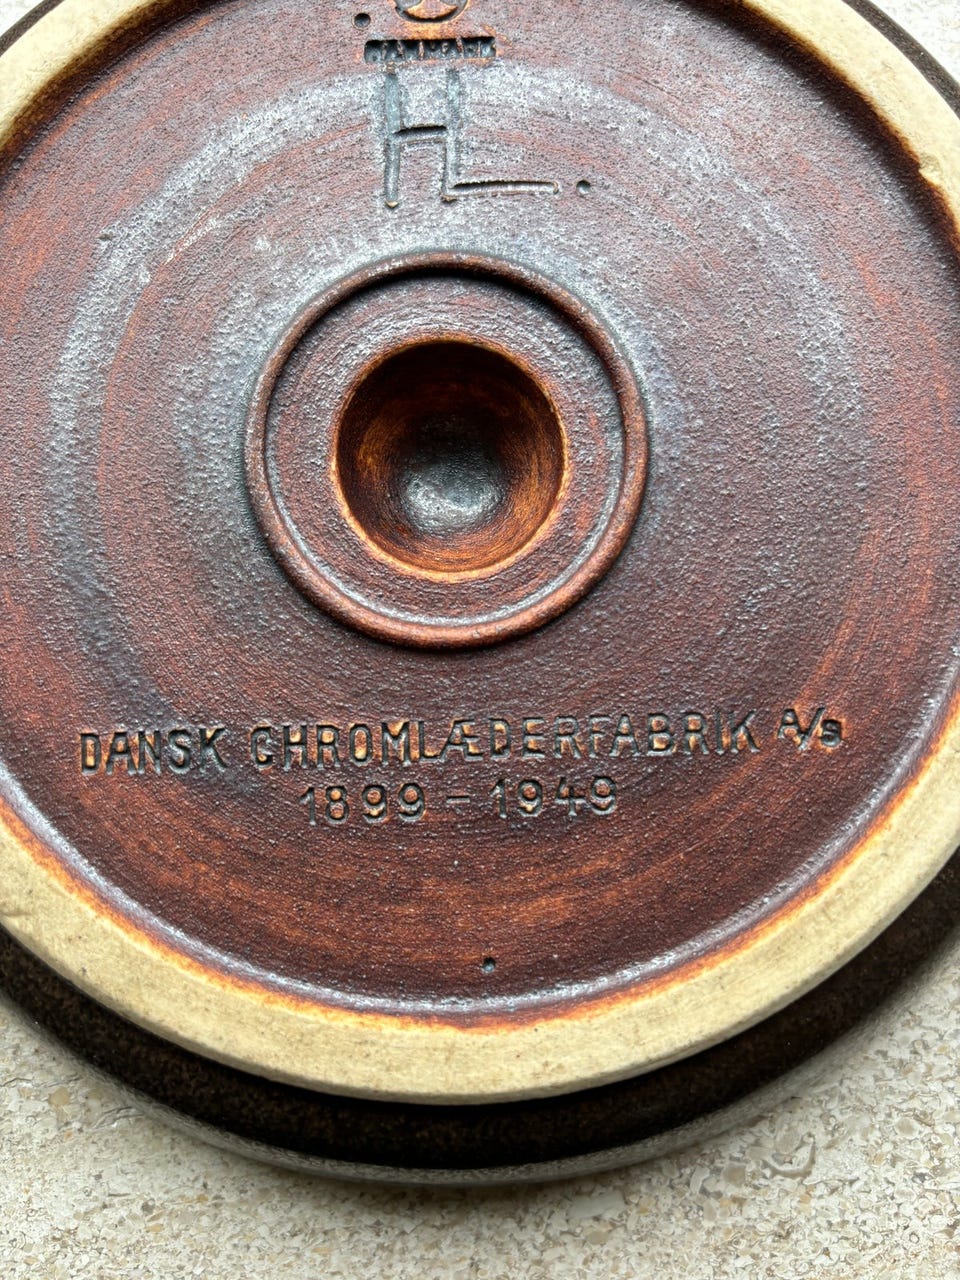 DANMARK
HL.
DANSK CHROMLÆDERFABRIK A/S
1899 - 1949